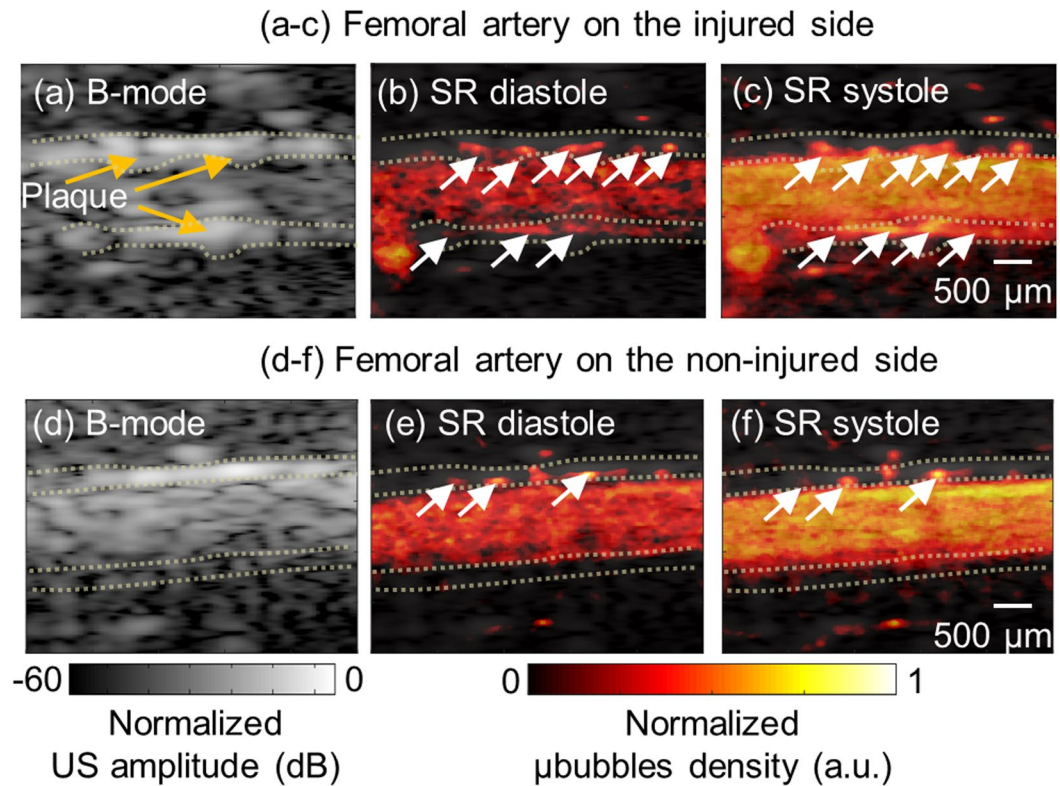 (a-c) Femoral artery on the injured side
(a) B-mode
(b) SR diastole
(c) SR systole
Plaque
500 µm
(d-f) Femoral artery on the non-injured side
(d) B-mode
(e) SR diastole
(f) SR systole
500 µm
-60
0
0
1
Normalized
US amplitude (dB)
Normalized
µbubbles density (a.u.)